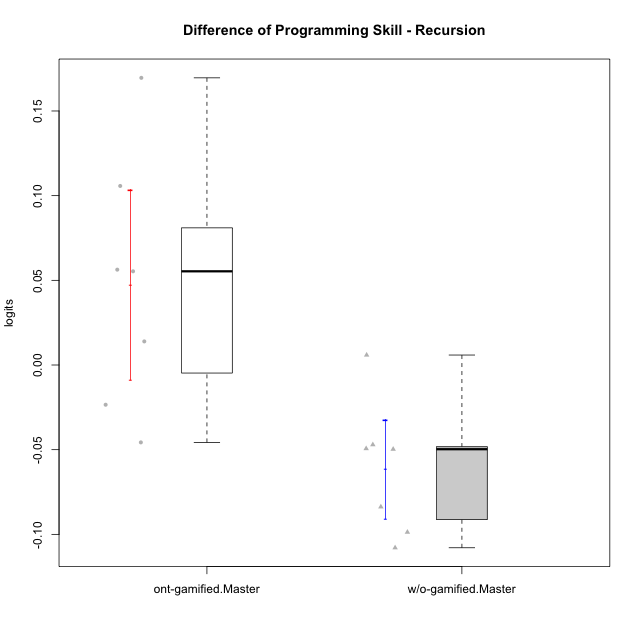 Difference of Programming Skill - Recursion
logits
0.15
0.10
0.05
0.00
-0.05
-0.10
ont-gamified.Master
w/o-gamified.Master